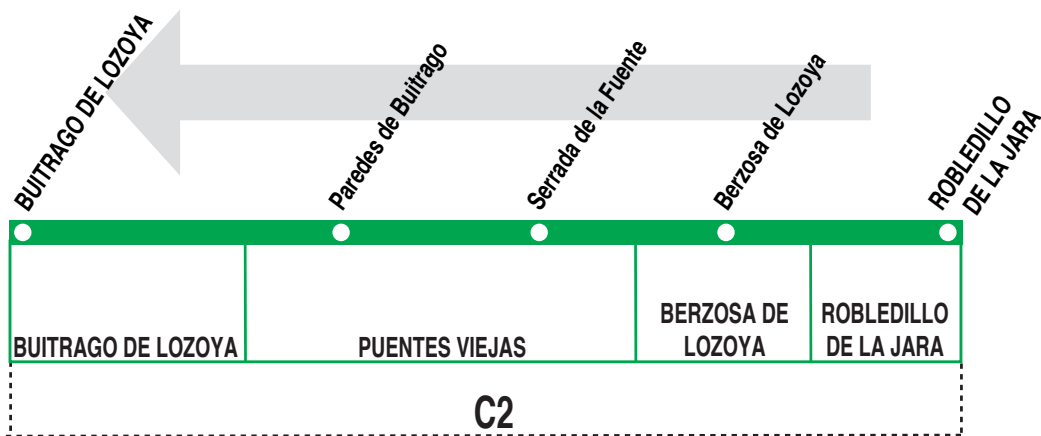 BUITRAGO DE LOZOYA
Paredes de Buitrago
Serrada de la Fuente
Berzosa de Lozoya
ROBLEDILLO
DE LA JARA
BUITRAGO DE LOZOYA
PUENTES VIEJAS
BERZOSA DE
LOZOYA
ROBLEDILLO
DE LA JARA
C2